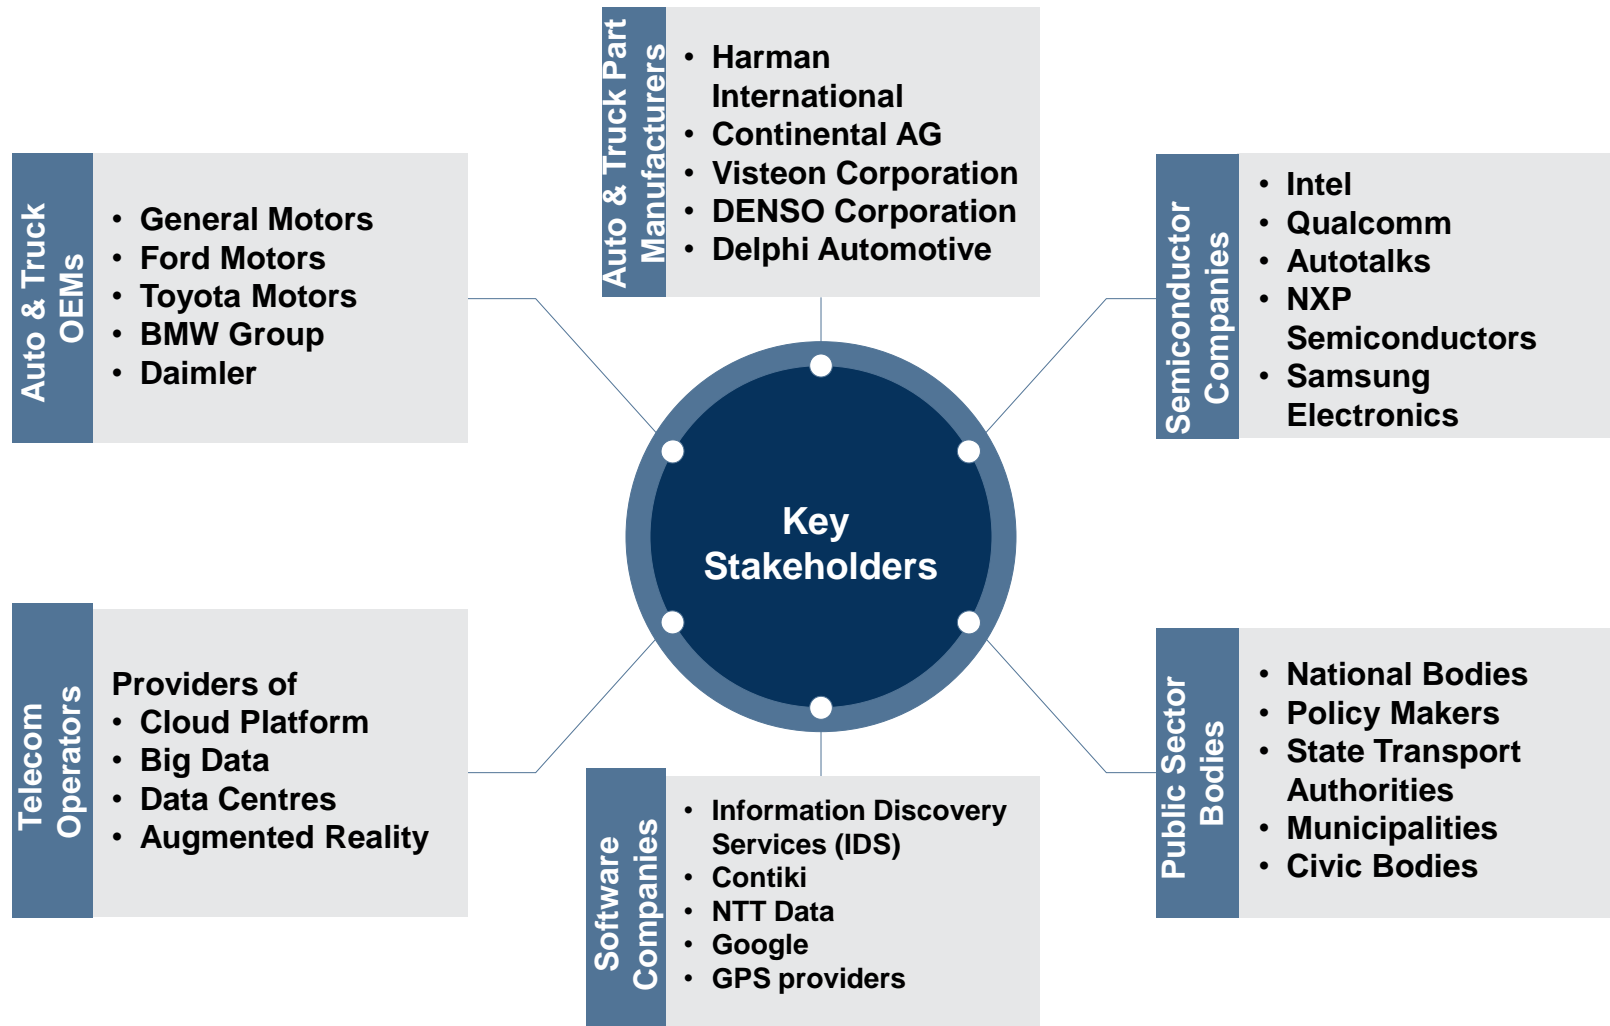 Auto & Truck Part
Manufacturers
• Harman
International
• Continental AG
• Visteon Corporation
• DENSO Corporation
• Delphi Automotive
Auto & Truck
OEMs
• General Motors
• Ford Motors
• Toyota Motors
• BMW Group
• Daimler
Semiconductor
Companies
• Intel
• Qualcomm
• Autotalks
• NXP
Semiconductors
• Samsung
Electronics
Key
Stakeholders
Telecom
Operators
Providers of
• Cloud Platform
• Big Data
• Data Centres
• Augmented Reality
Software
Companies
• Information Discovery
Services (IDS)
• Contiki
• NTT Data
• Google
• GPS providers
Public Sector
Bodies
• National Bodies
• Policy Makers
• State Transport
Authorities
• Municipalities
• Civic Bodies